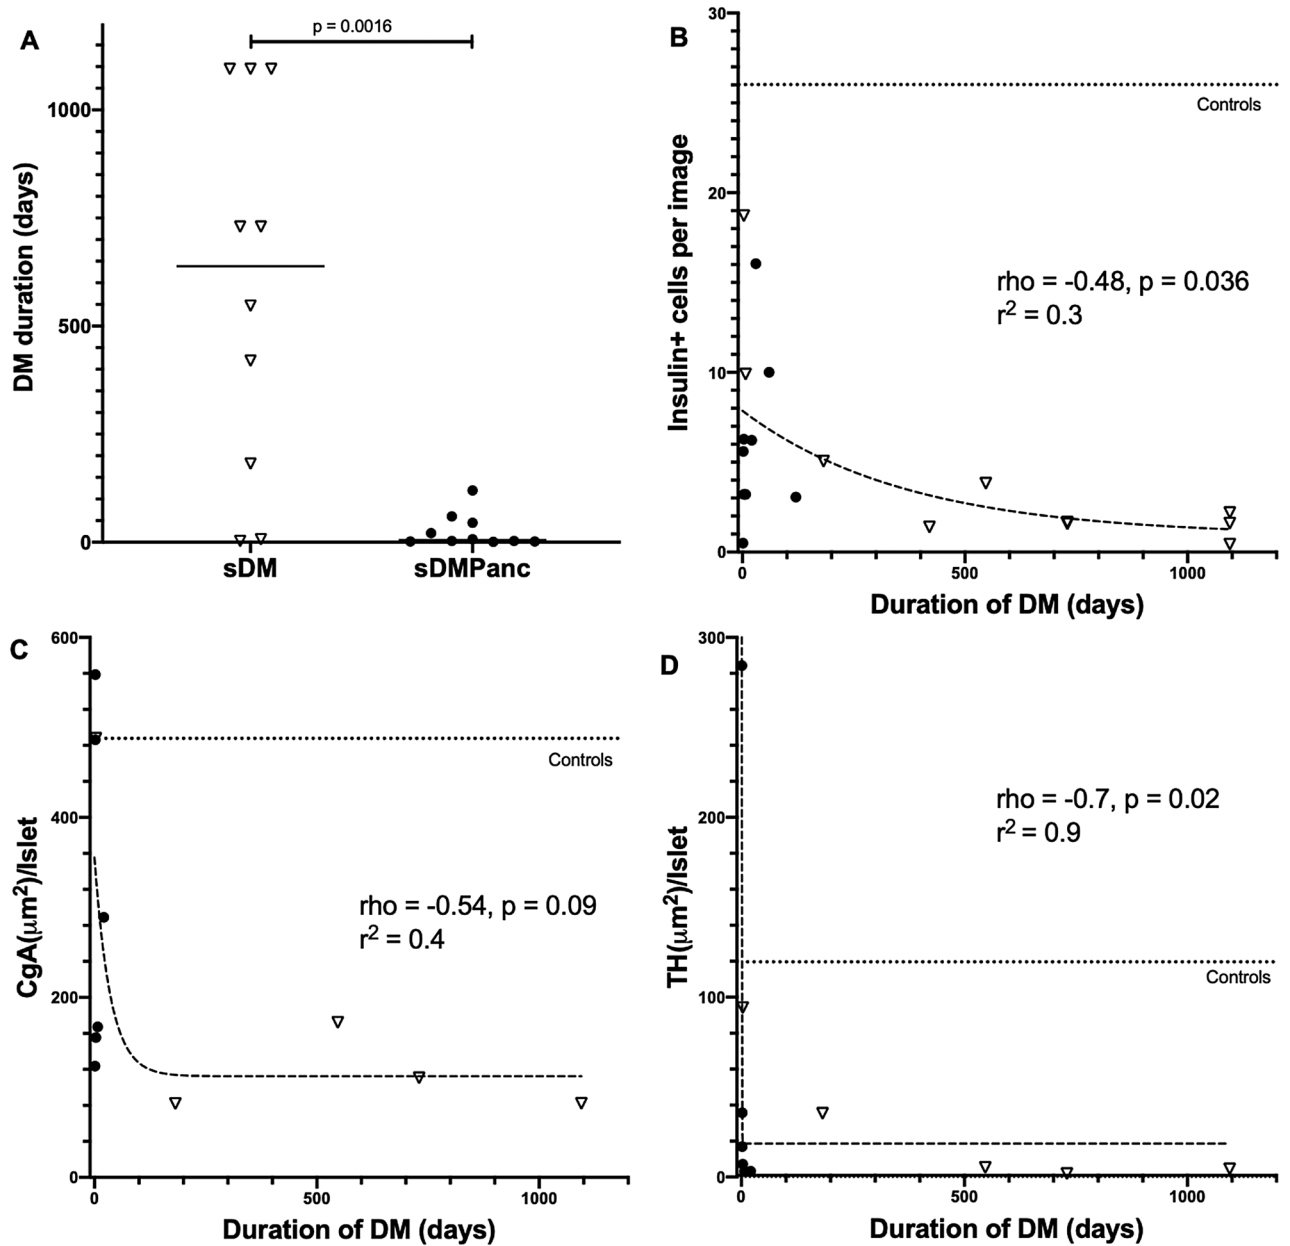 A
p = 0.0016
DM duration (days)
1000
500
0
sDM
sDMPanc
B
Insulin+ cells per image
30
20
10
0
Controls
rho = -0.48, p = 0.036
r² = 0.3
0
500
1000
Duration of DM (days)
C
CgA(μm²)/Islet
600
400
200
0
Controls
rho = -0.54, p = 0.09
r² = 0.4
0
500
1000
Duration of DM (days)
D
TH(μm²)/Islet
300
200
100
0
rho = -0.7, p = 0.02
r² = 0.9
Controls
0
500
1000
Duration of DM (days)